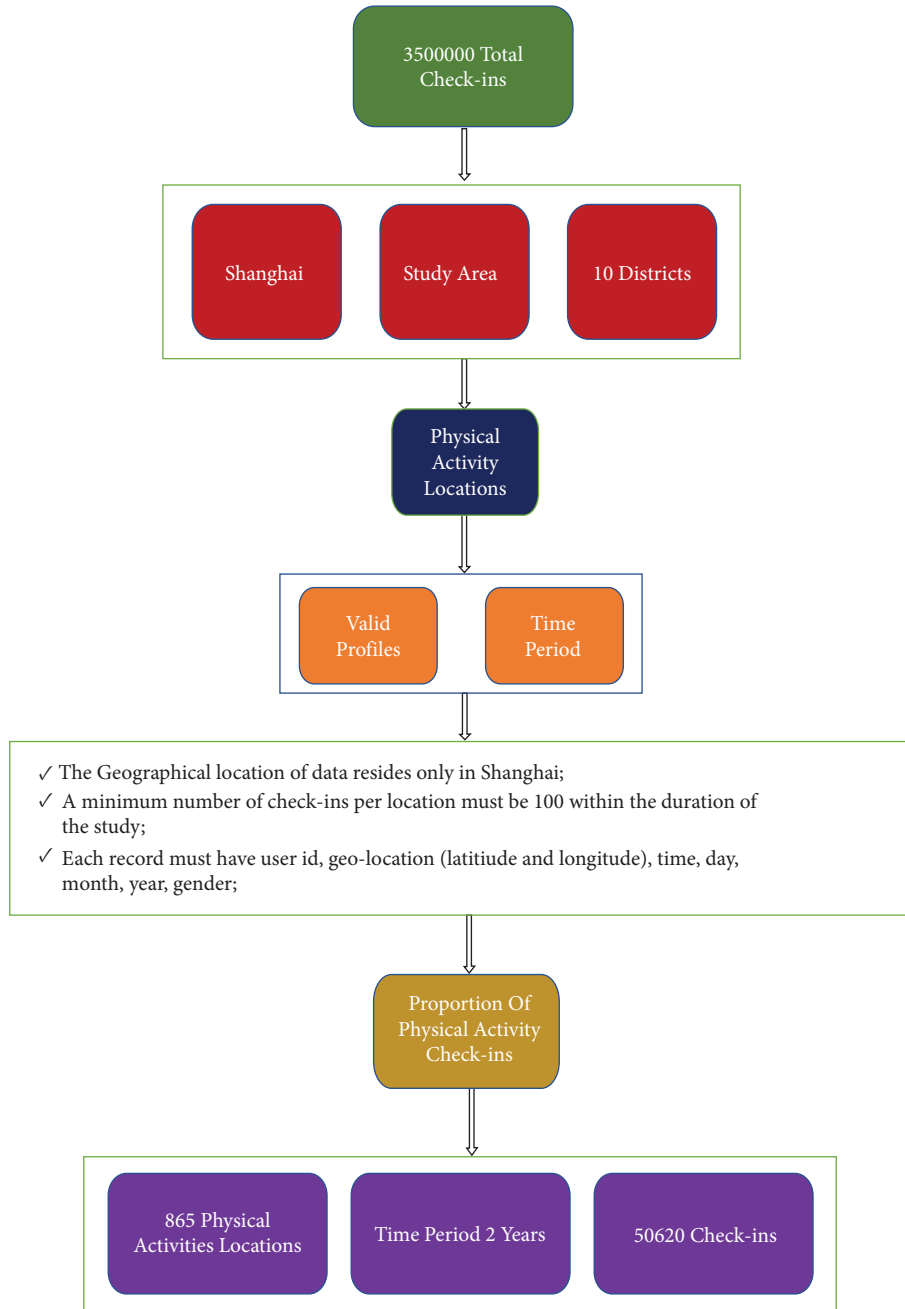 3500000 Total
Check-ins
Shanghai
Study Area
10 Districts
Physical
Activity
Locations
Valid
Profiles
Time
Period
✓ The Geographical location of data resides only in Shanghai;
✓ A minimum number of check-ins per location must be 100 within the duration of
the study;
✓ Each record must have user id, geo-location (latitiude and longitude), time, day,
month, year, gender;
Proportion Of
Physical Activity
Check-ins
865 Physical
Activities Locations
Time Period 2 Years
50620 Check-ins